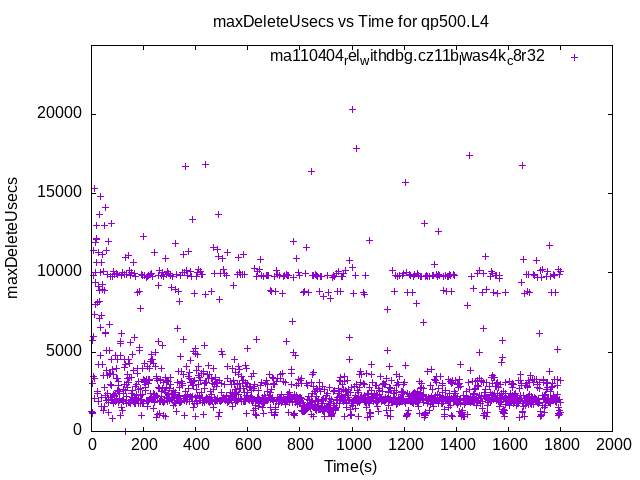 maxDeleteUsecs vs Time for qp500.L4
ma110404relwithdbg.cz11blwas4kc8r32
20000
15000
10000
5000
0
maxDeleteUsecs
0 200 400 600 800 1000 1200 1400 1600 1800 2000
Time(s)